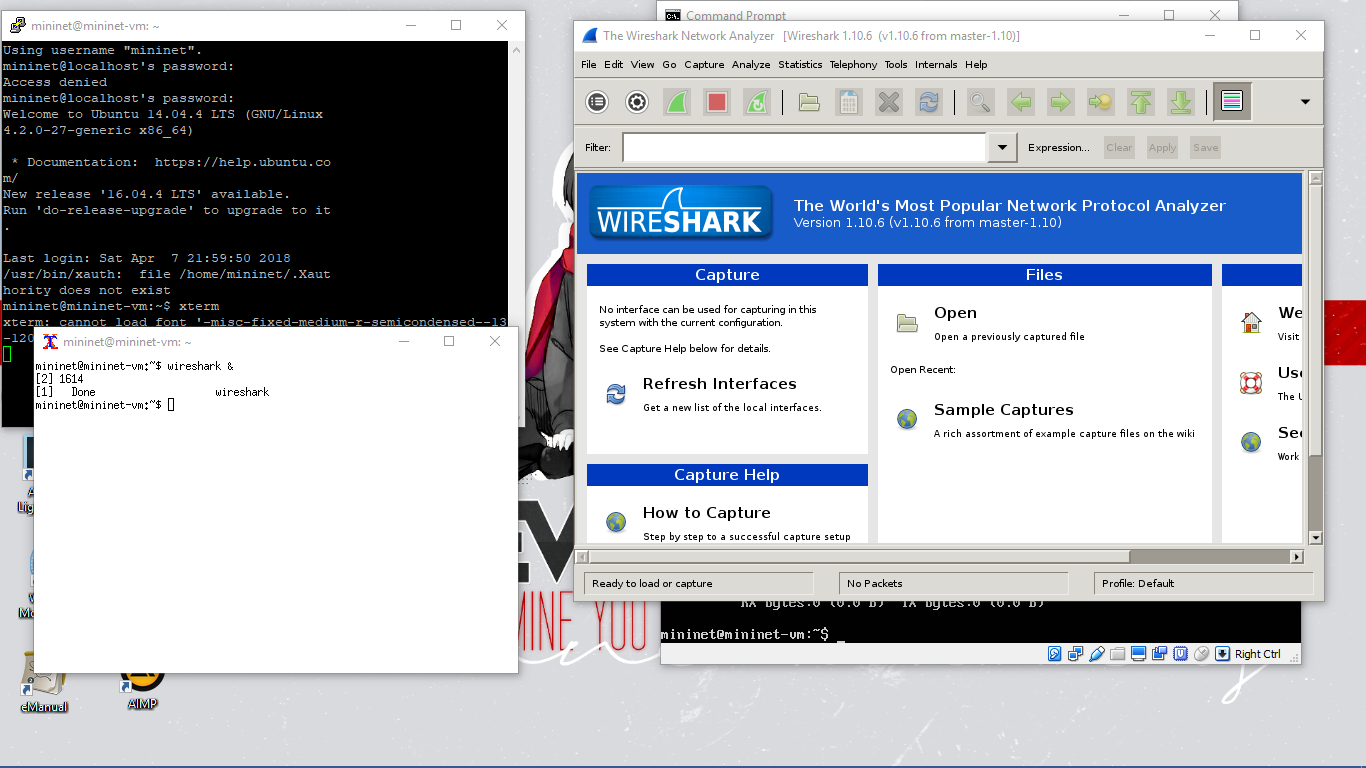 mininet@mininet-vm: ~
Using username "mininet".
mininet@localhost's password:
Access denied
mininet@localhost's password:
Welcome to Ubuntu 14.04.4 LTS (GNU/Linux
4.2.0-27-generic x86_64)
* Documentation:  https://help.ubuntu.co
m/
New release '16.04.4 LTS' available.
Run 'do-release-upgrade' to upgrade to it
.
Last login: Sat Apr  7 21:59:50 2018
/usr/bin/xauth:  file /home/mininet/.Xaut
hority does not exist
mininet@mininet-vm:~$ xterm
xterm: cannot load font '-misc-fixed-medium-r-semicondensed--13
-120
mininet@mininet-vm: ~
mininet@mininet-vm:~$ wireshark &
[2] 1614
[1]   Done                    wireshark
mininet@mininet-vm:~$
Command Prompt
The Wireshark Network Analyzer   [Wireshark 1.10.6  (v1.10.6 from master-1.10)]
File Edit View Go Capture Analyze Statistics Telephony Tools Internals Help
Filter: Expression... Clear Apply Save
WIRESHARK
The World's Most Popular Network Protocol Analyzer
Version 1.10.6 (v1.10.6 from master-1.10)
Capture
No interface can be used for capturing in this
system with the current configuration.
See Capture Help below for details.
Refresh Interfaces
Get a new list of the local interfaces.
Capture Help
How to Capture
Step by step to a successful capture setup
Files
Open
Open a previously captured file
Open Recent:
Sample Captures
A rich assortment of example capture files on the wiki
We
Visit
Use
The U
Sec
Work
Ready to load or capture
No Packets
Profile: Default
RX bytes:0 (0.0 B)  TX bytes:0 (0.0 B)
mininet@mininet-vm:~$ _
Right Ctrl
MINE YOU
eManual
AIMP